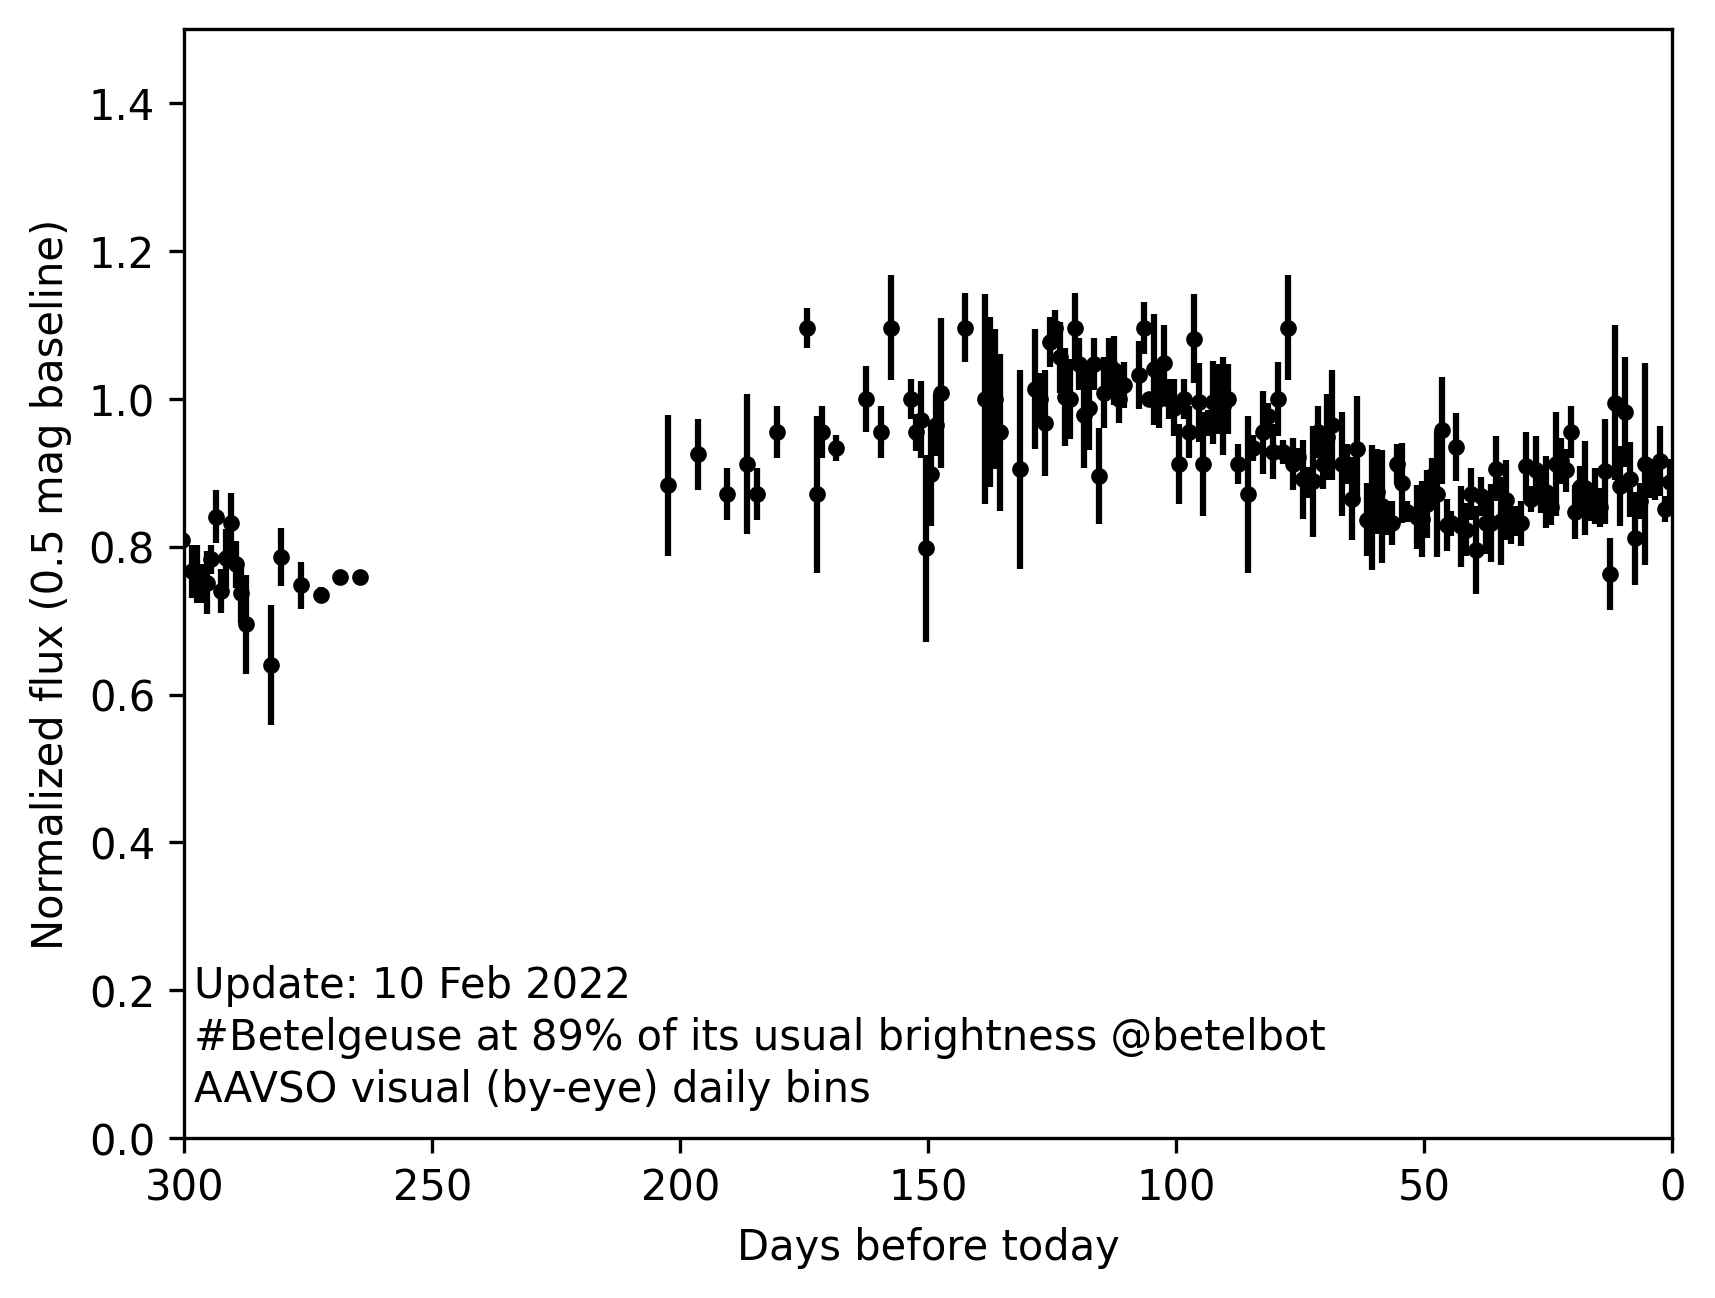 1.4
1.2
1.0
0.8
0.6
0.4
0.2
0.0
Normalized flux (0.5 mag baseline)
Update: 10 Feb 2022
#Betelgeuse at 89% of its usual brightness @betelbot
AAVSO visual (by-eye) daily bins
300 250 200 150 100 50 0
Days before today